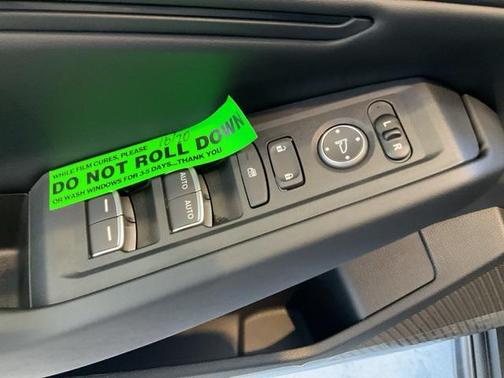 WHILE FILM CURES, PLEASE
DO NOT ROLL DOWN
OR WASH WINDOWS FOR 3-5 DAYS...THANK YOU
AUTO AUTO
L
R